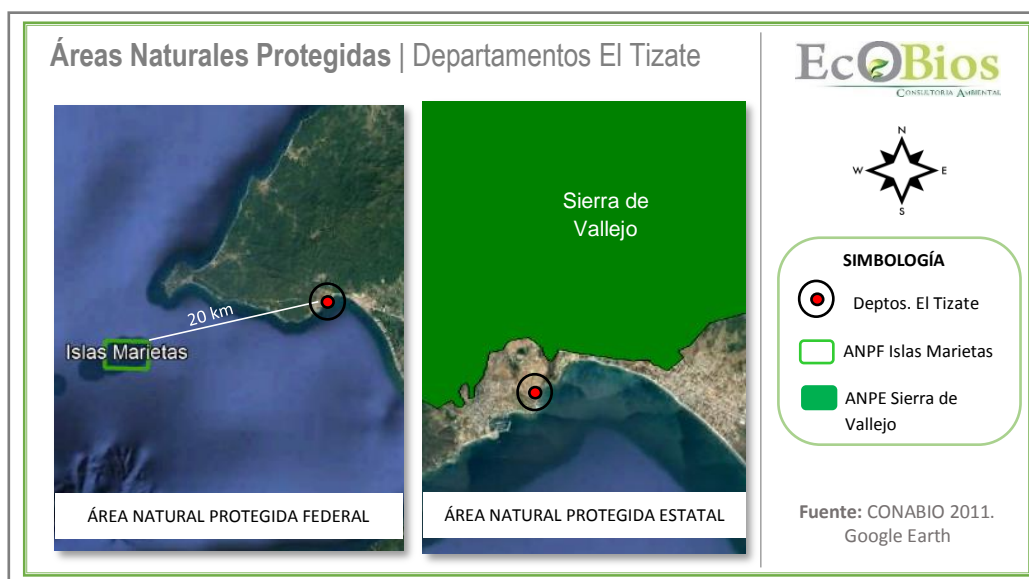 Áreas Naturales Protegidas | Departamentos El Tizate
20 km
Islas Marietas
ÁREA NATURAL PROTEGIDA FEDERAL
Sierra de
Vallejo
ÁREA NATURAL PROTEGIDA ESTATAL
EcOBios
CONSULTORIA AMBIENTAL
N
W
E
S
SIMBOLOGÍA
Deptos. El Tizate
ANPF Islas Marietas
ANPE Sierra de
Vallejo
Fuente: CONABIO 2011.
Google Earth